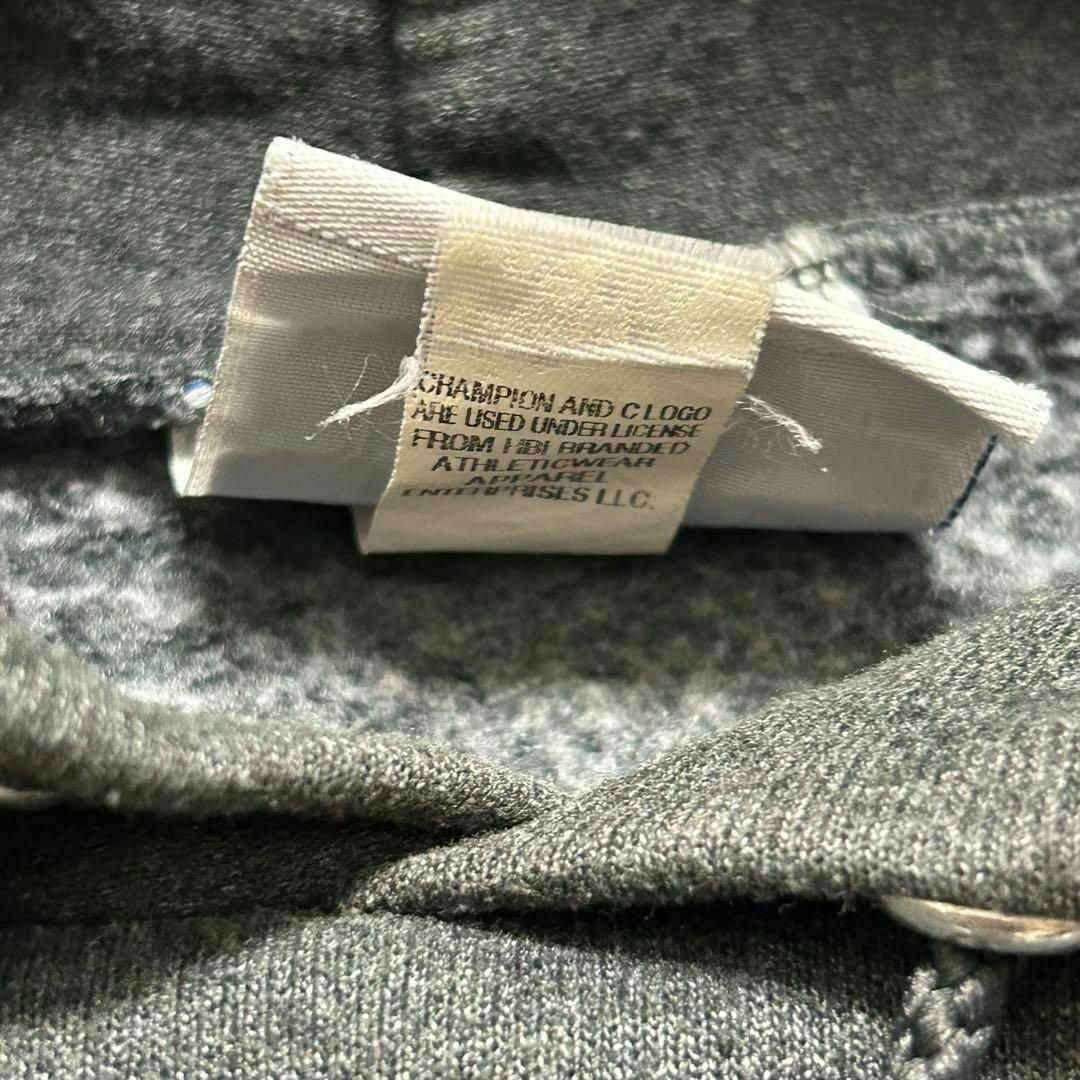 CHAMPION AND C LOGO
ARE USED UNDER LICENSE
FROM HBI BRANDED
ATHLETICWEAR
APPAREL
ENTERPRISES LLC.